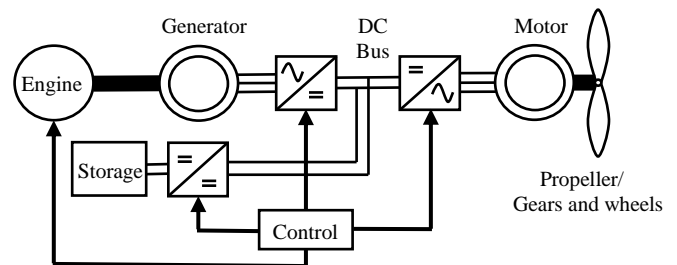 Generator
DC
Bus
Motor
Engine
Storage
Propeller/
Gears and wheels
Control